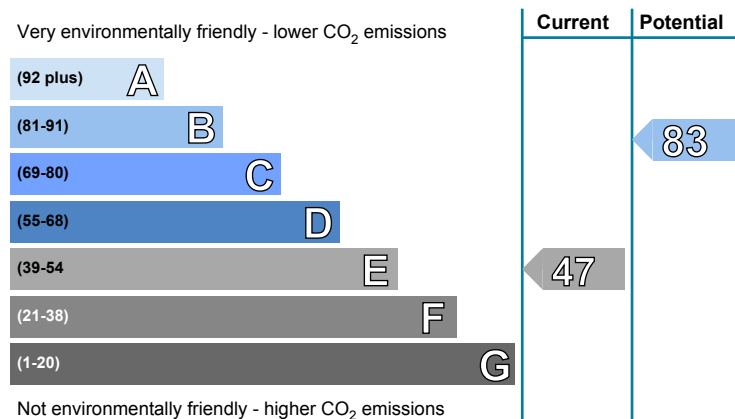 Very environmentally friendly - lower CO₂ emissions
Current
Potential
(92 plus) A
(81-91) B
83
(69-80) C
(55-68) D
(39-54 E
47
(21-38) F
(1-20) G
Not environmentally friendly - higher CO₂ emissions